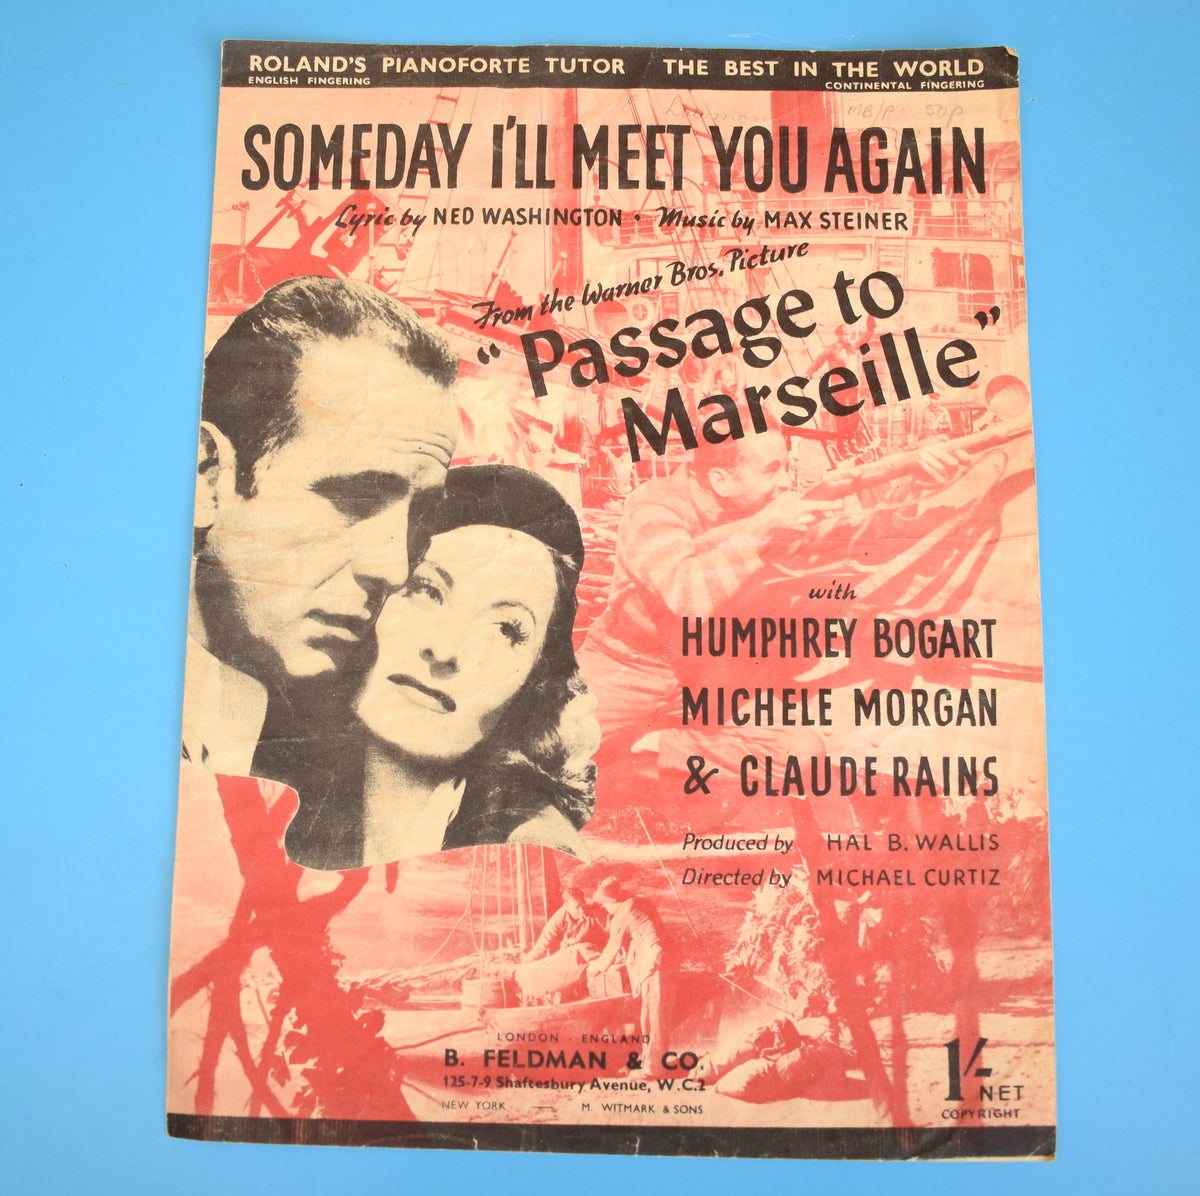 ROLAND'S PIANOFORTE TUTOR THE BEST IN THE WORLD
ENGLISH FINGERING CONTINENTAL FINGERING
MB/P 50p
SOMEDAY I'LL MEET YOU AGAIN
Lyric by NED WASHINGTON · Music by MAX STEINER
From the Warner Bros. Picture
"Passage to
Marseille"
with
HUMPHREY BOGART
MICHELE MORGAN
& CLAUDE RAINS
Produced by HAL B. WALLIS
Directed by MICHAEL CURTIZ
LONDON · ENGLAND
B. FELDMAN & CO.
125-7-9 Shaftesbury Avenue, W.C.2
NEW YORK — M. WITMARK & SONS
1/- NET
COPYRIGHT